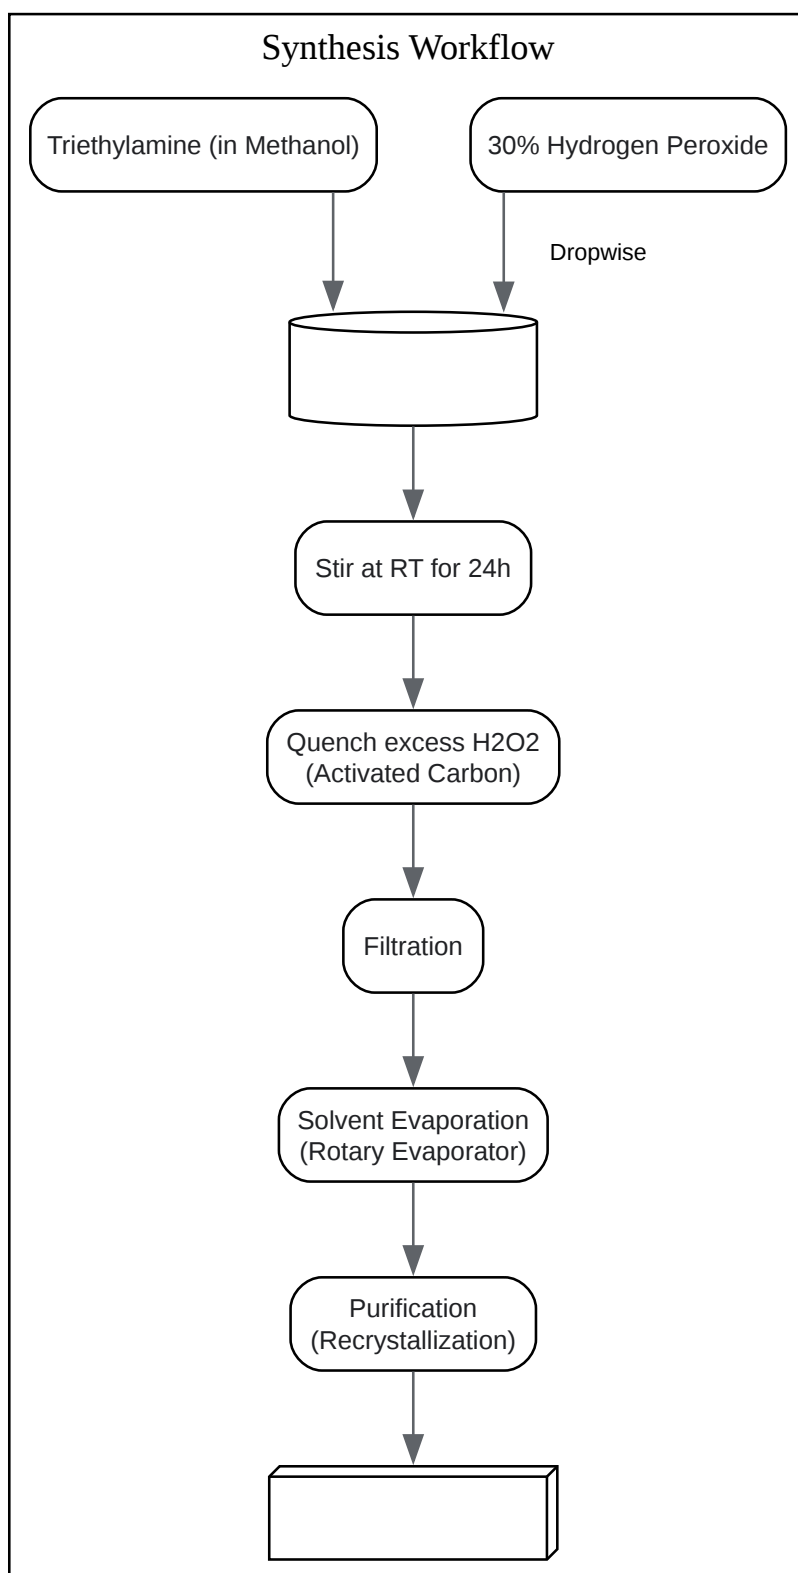 Synthesis Workflow
Triethylamine (in Methanol)
30% Hydrogen Peroxide
Dropwise
Stir at RT for 24h
Quench excess H2O2
(Activated Carbon)
Filtration
Solvent Evaporation
(Rotary Evaporator)
Purification
(Recrystallization)